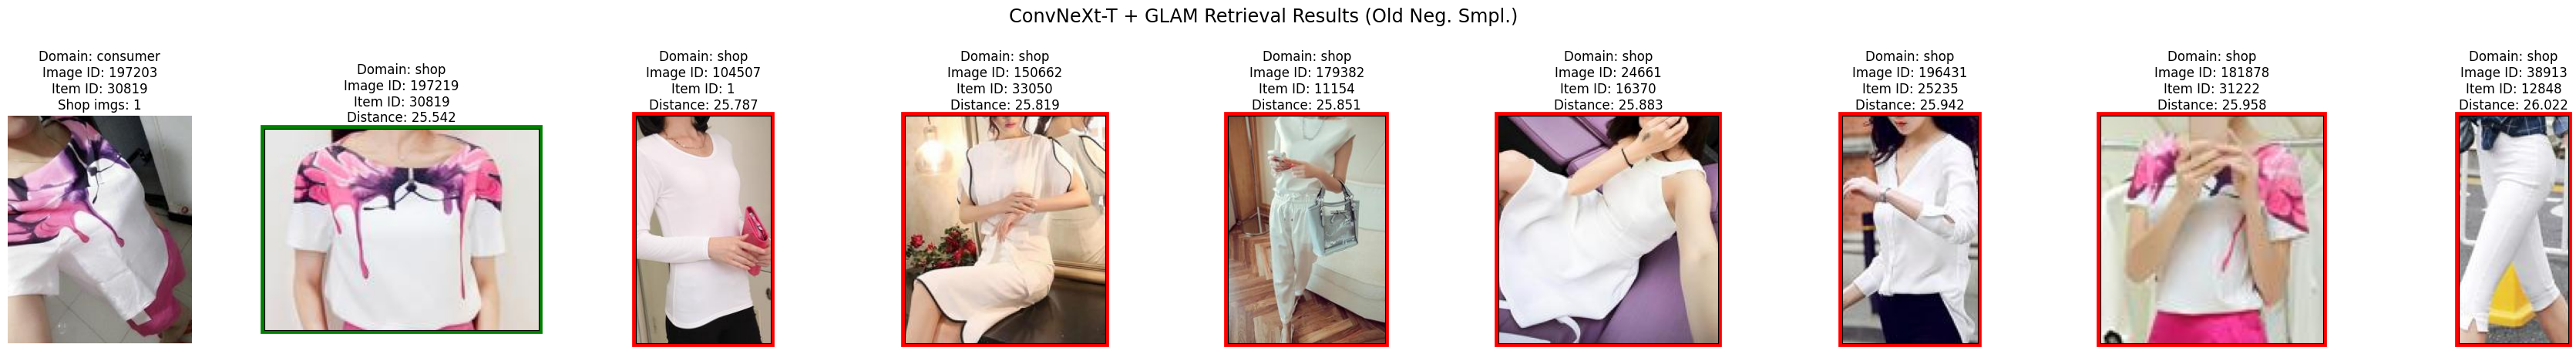 ConvNeXt-T + GLAM Retrieval Results (Old Neg. Smpl.)
Domain: consumer
Image ID: 197203
Item ID: 30819
Shop imgs: 1
Domain: shop
Image ID: 197219
Item ID: 30819
Distance: 25.542
Domain: shop
Image ID: 104507
Item ID: 1
Distance: 25.787
Domain: shop
Image ID: 150662
Item ID: 33050
Distance: 25.819
Domain: shop
Image ID: 179382
Item ID: 11154
Distance: 25.851
Domain: shop
Image ID: 24661
Item ID: 16370
Distance: 25.883
Domain: shop
Image ID: 196431
Item ID: 25235
Distance: 25.942
Domain: shop
Image ID: 181878
Item ID: 31222
Distance: 25.958
Domain: shop
Image ID: 38913
Item ID: 12848
Distance: 26.022